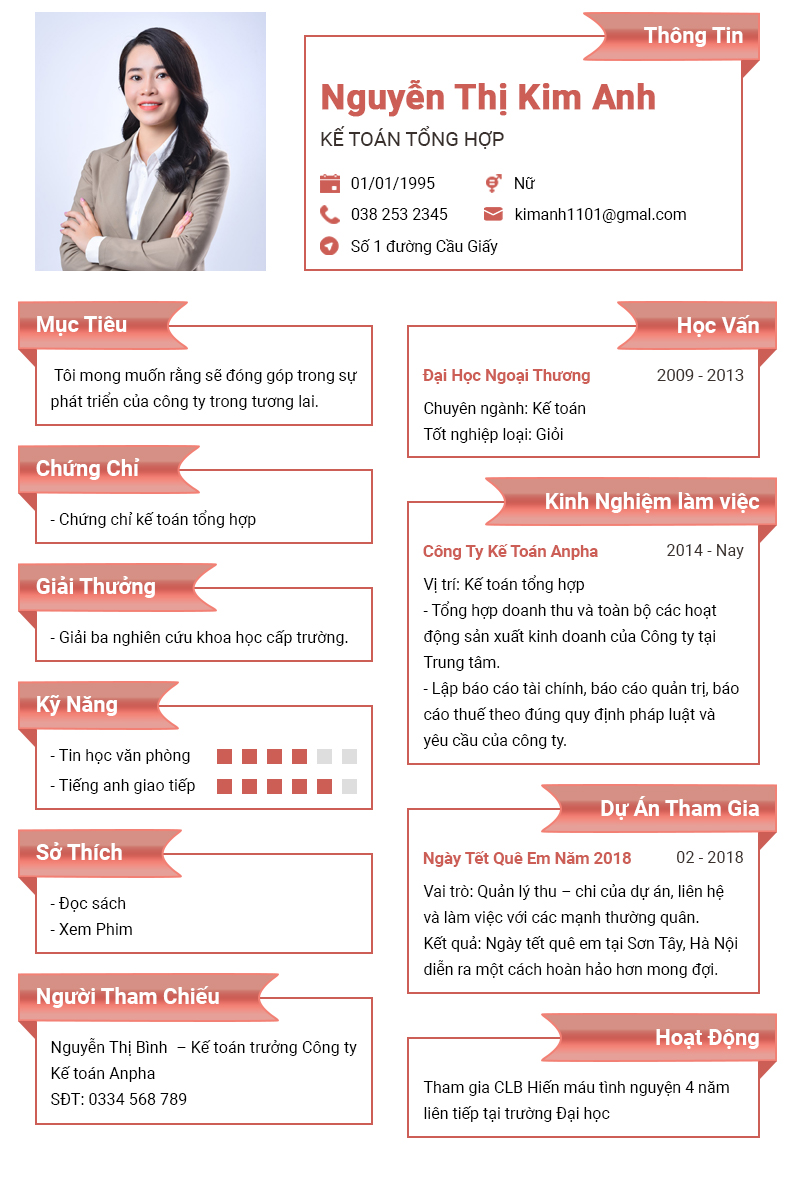 Thông Tin
Nguyễn Thị Kim Anh
KẾ TOÁN TỔNG HỢP
01/01/1995 Nữ
038 253 2345 kimanh1101@gmal.com
Số 1 đường Cầu Giấy
Mục Tiêu
Tôi mong muốn rằng sẽ đóng góp trong sự
phát triển của công ty trong tương lai.
Chứng Chỉ
- Chứng chỉ kế toán tổng hợp
Giải Thưởng
- Giải ba nghiên cứu khoa học cấp trường.
Kỹ Năng
- Tin học văn phòng
- Tiếng anh giao tiếp
Sở Thích
- Đọc sách
- Xem Phim
Người Tham Chiếu
Nguyễn Thị Bình – Kế toán trưởng Công ty
Kế toán Anpha
SĐT: 0334 568 789
Học Vấn
Đại Học Ngoại Thương 2009 - 2013
Chuyên ngành: Kế toán
Tốt nghiệp loại: Giỏi
Kinh Nghiệm làm việc
Công Ty Kế Toán Anpha 2014 - Nay
Vị trí: Kế toán tổng hợp
- Tổng hợp doanh thu và toàn bộ các hoạt
động sản xuất kinh doanh của Công ty tại
Trung tâm.
- Lập báo cáo tài chính, báo cáo quản trị, báo
cáo thuế theo đúng quy định pháp luật và
yêu cầu của công ty.
Dự Án Tham Gia
Ngày Tết Quê Em Năm 2018 02 - 2018
Vai trò: Quản lý thu – chi của dự án, liên hệ
và làm việc với các mạnh thường quân.
Kết quả: Ngày tết quê em tại Sơn Tây, Hà Nội
diễn ra một cách hoàn hảo hơn mong đợi.
Hoạt Động
Tham gia CLB Hiến máu tình nguyện 4 năm
liên tiếp tại trường Đại học